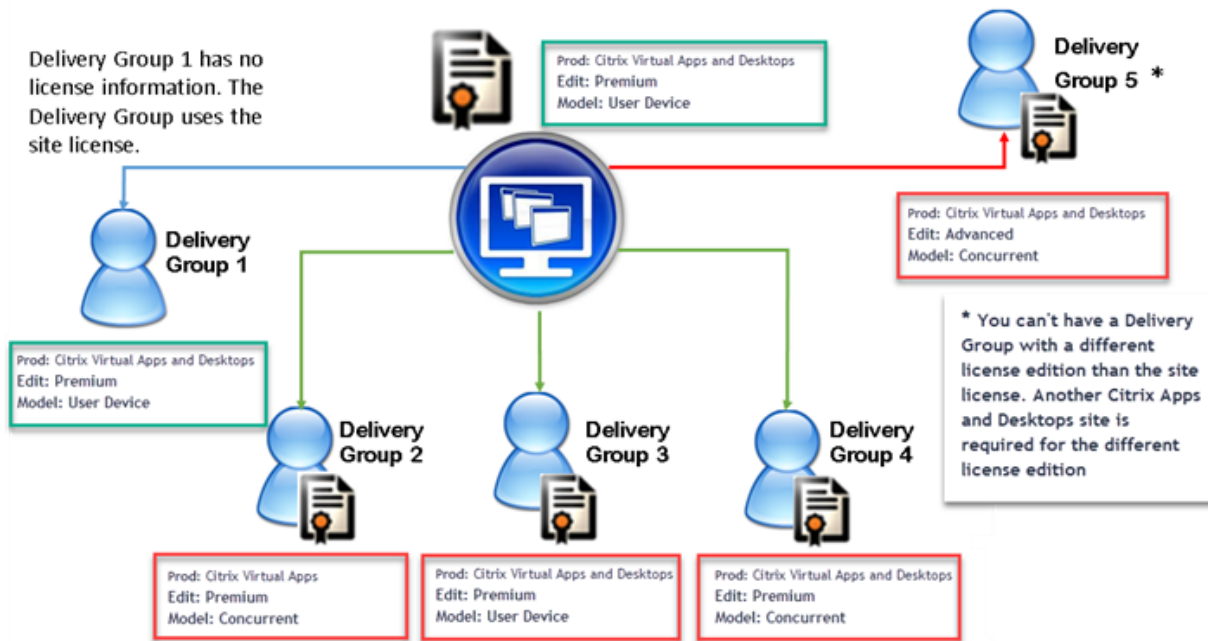 Delivery Group 1 has no
license information. The
Delivery Group uses the
site license.
Prod: Citrix Virtual Apps and Desktops
Edit: Premium
Model: User Device
Delivery
Group 5 *
Prod: Citrix Virtual Apps and Desktops
Edit: Advanced
Model: Concurrent
* You can't have a Delivery
Group with a different
license edition than the site
license. Another Citrix Apps
and Desktops site is
required for the different
license edition
Delivery
Group 1
Prod: Citrix Virtual Apps and Desktops
Edit: Premium
Model: User Device
Delivery
Group 2
Prod: Citrix Virtual Apps
Edit: Premium
Model: Concurrent
Delivery
Group 3
Prod: Citrix Virtual Apps and Desktops
Edit: Premium
Model: User Device
Delivery
Group 4
Prod: Citrix Virtual Apps and Desktops
Edit: Premium
Model: Concurrent